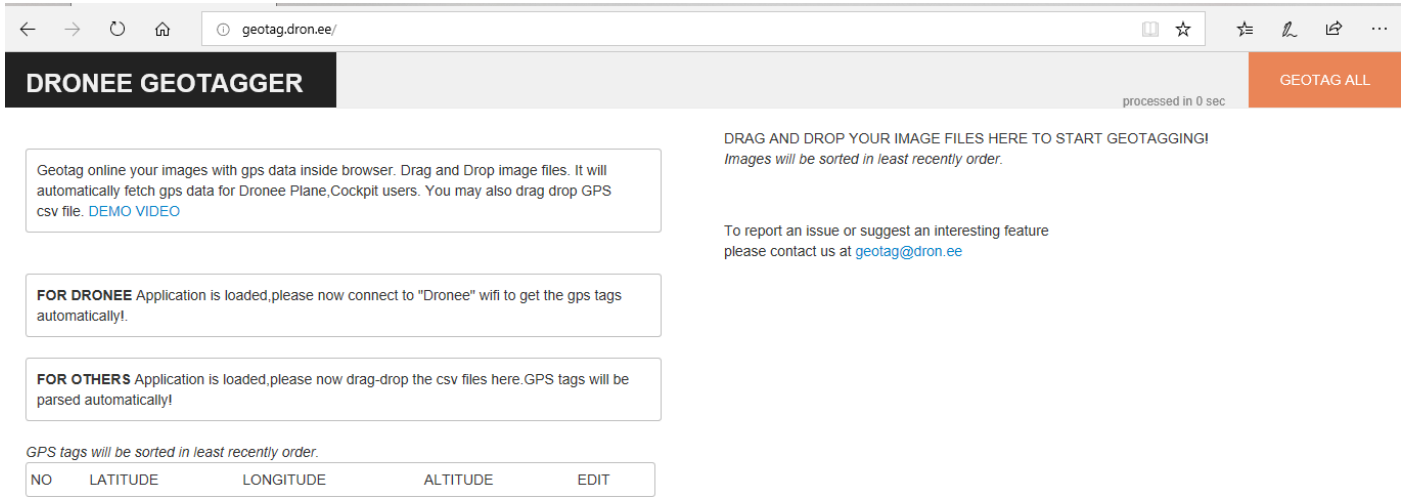 geotag.dron.ee/
DRONEE GEOTAGGER
processed in 0 sec
GEOTAG ALL
Geotag online your images with gps data inside browser. Drag and Drop image files. It will
automatically fetch gps data for Dronee Plane,Cockpit users. You may also drag drop GPS
csv file. DEMO VIDEO
FOR DRONEE Application is loaded,please now connect to "Dronee" wifi to get the gps tags
automatically!.
FOR OTHERS Application is loaded,please now drag-drop the csv files here.GPS tags will be
parsed automatically!
GPS tags will be sorted in least recently order.
NO LATITUDE LONGITUDE ALTITUDE EDIT
DRAG AND DROP YOUR IMAGE FILES HERE TO START GEOTAGGING!
Images will be sorted in least recently order.
To report an issue or suggest an interesting feature
please contact us at geotag@dron.ee